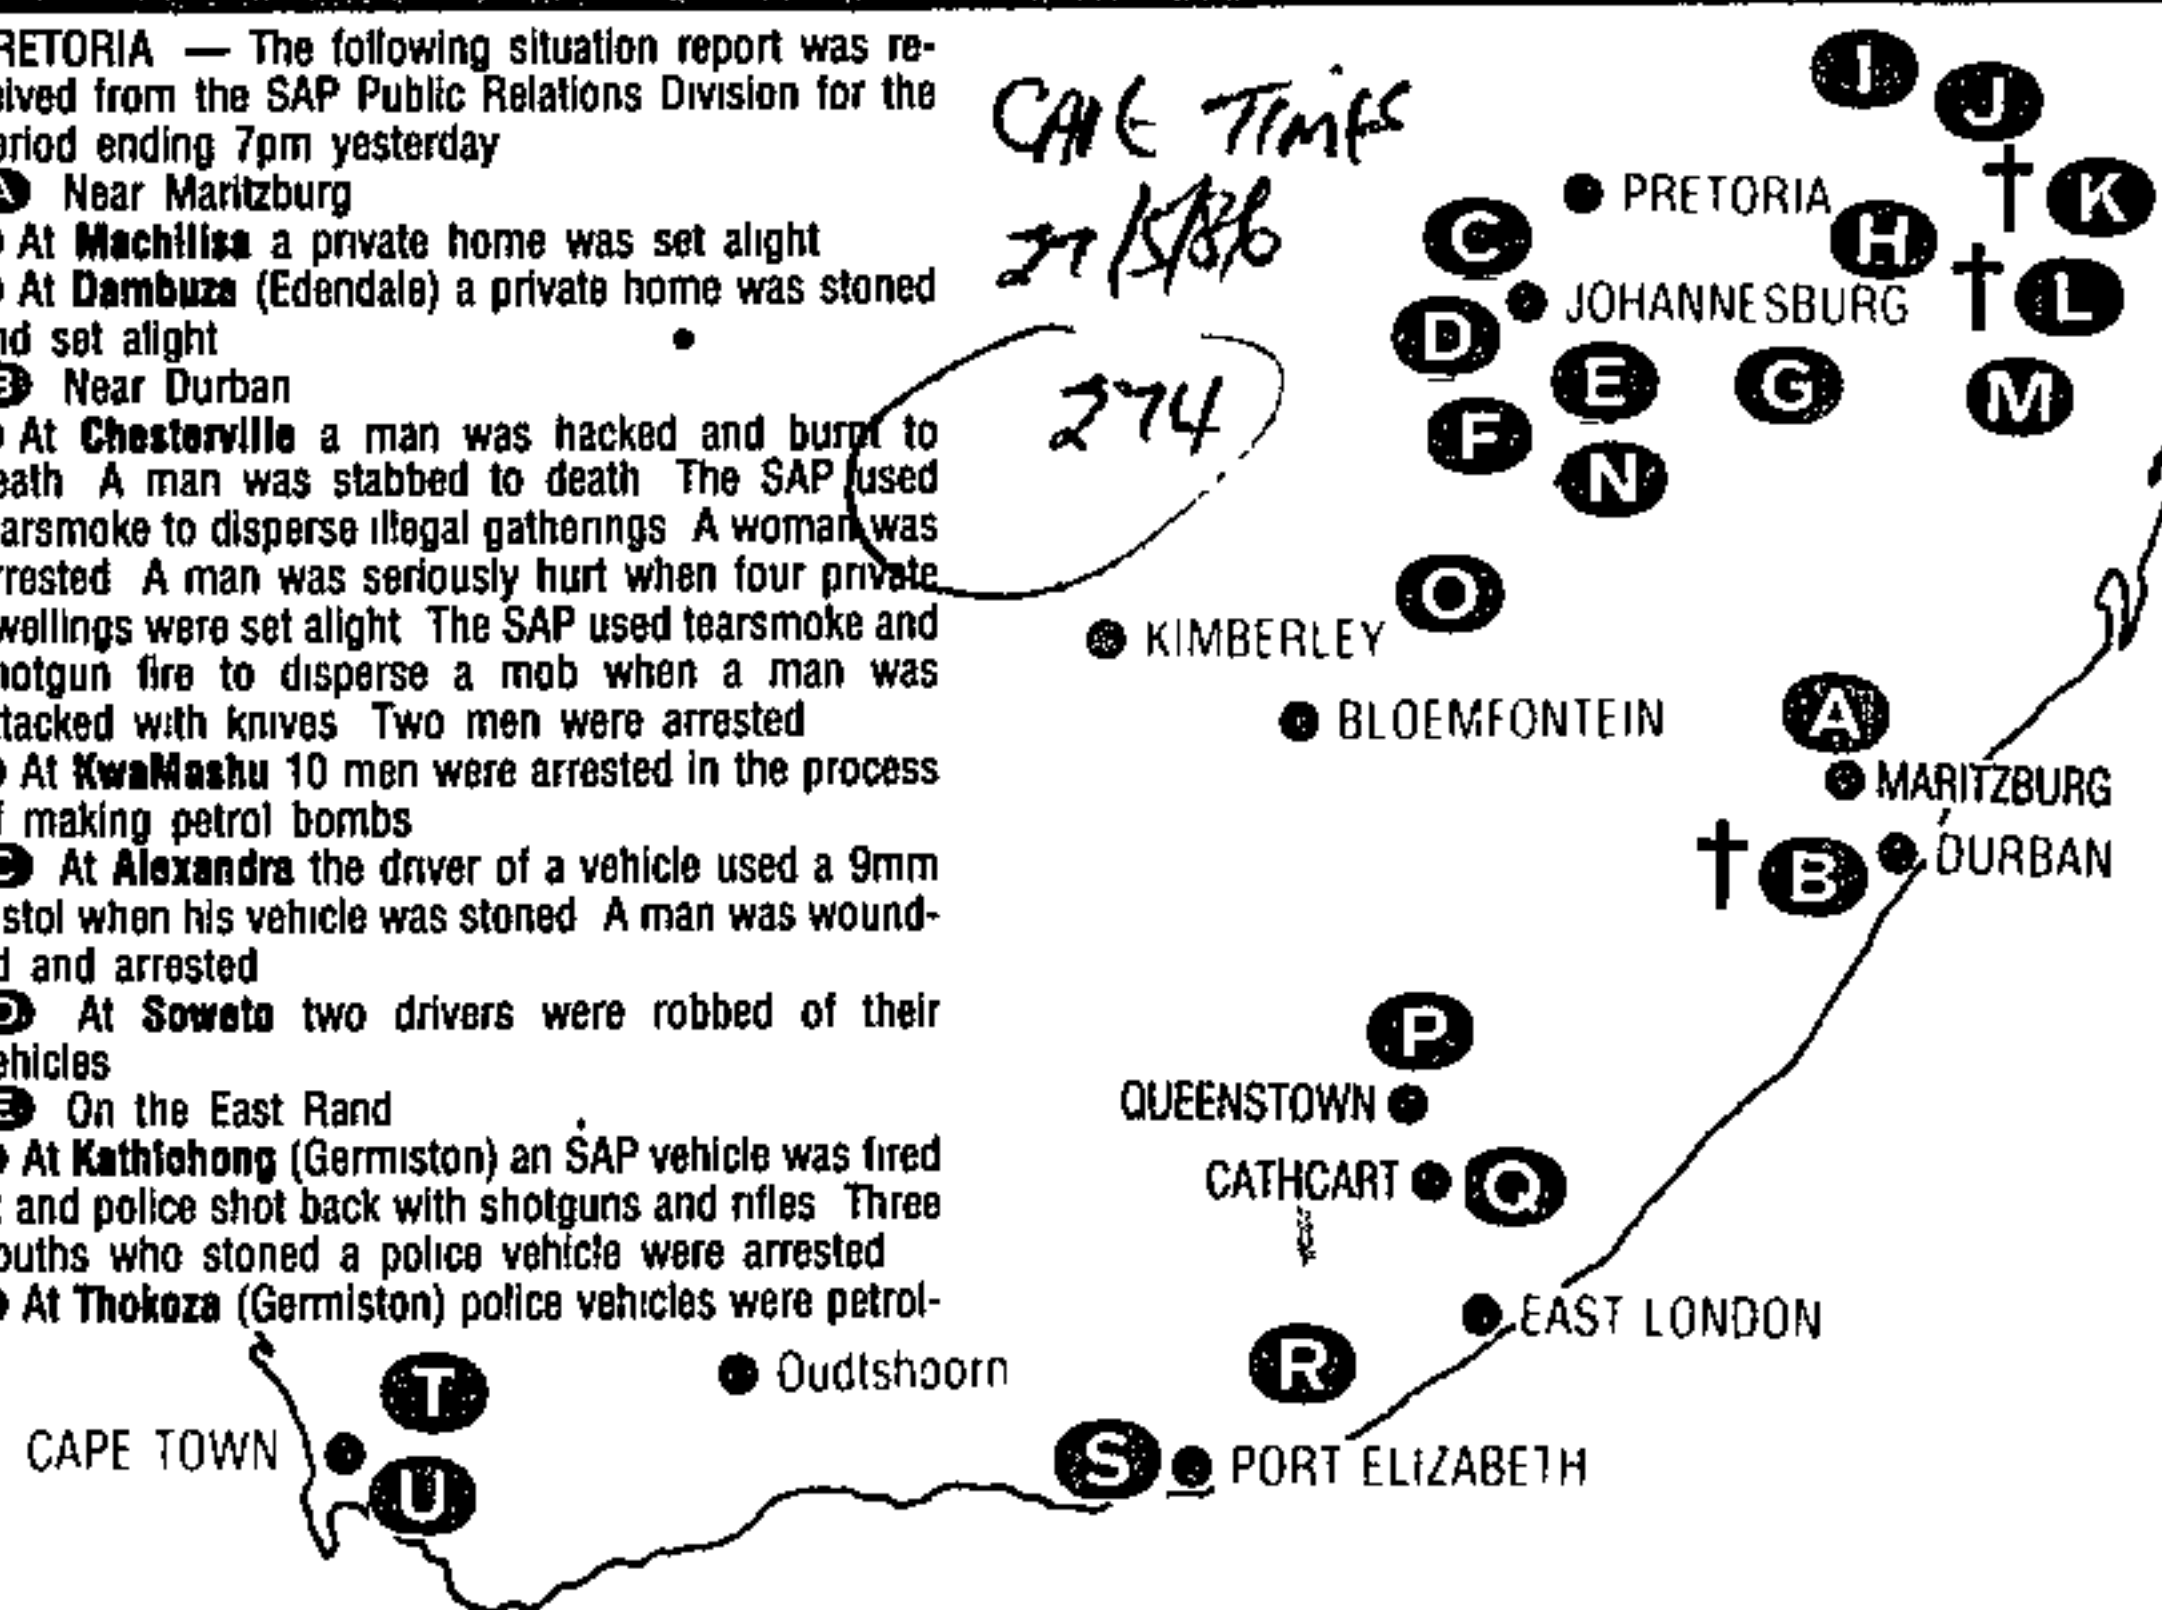 RETORIA — The following situation report was re-
eived from the SAP Public Relations Division for the
eriod ending 7pm yesterday
A Near Maritzburg
At Machilisa a private home was set alight
At Dambuza (Edendale) a private home was stoned
nd set alight
B Near Durban
At Chesterville a man was hacked and burnt to
eath A man was stabbed to death The SAP used
arsmoke to disperse illegal gatherings A woman was
rrested A man was seriously hurt when four private
wellings were set alight The SAP used tearsmoke and
hotgun fire to disperse a mob when a man was
ttacked with knives Two men were arrested
At KwaMashu 10 men were arrested in the process
f making petrol bombs
C At Alexandra the driver of a vehicle used a 9mm
istol when his vehicle was stoned A man was wound-
d and arrested
D At Soweto two drivers were robbed of their
ehicles
E On the East Rand
At Kathlehong (Germiston) an SAP vehicle was fired
t and police shot back with shotguns and rifles Three
ouths who stoned a police vehicle were arrested
At Thokoza (Germiston) police vehicles were petrol-
CAPE TIMES
27/5/86
274
I
J
PRETORIA
K
C
H
JOHANNESBURG
L
D
E
G
M
F
N
O
KIMBERLEY
BLOEMFONTEIN
A
MARITZBURG
B
DURBAN
P
QUEENSTOWN
CATHCART
Q
EAST LONDON
R
T
Oudtshoorn
CAPE TOWN
U
S
PORT ELIZABETH